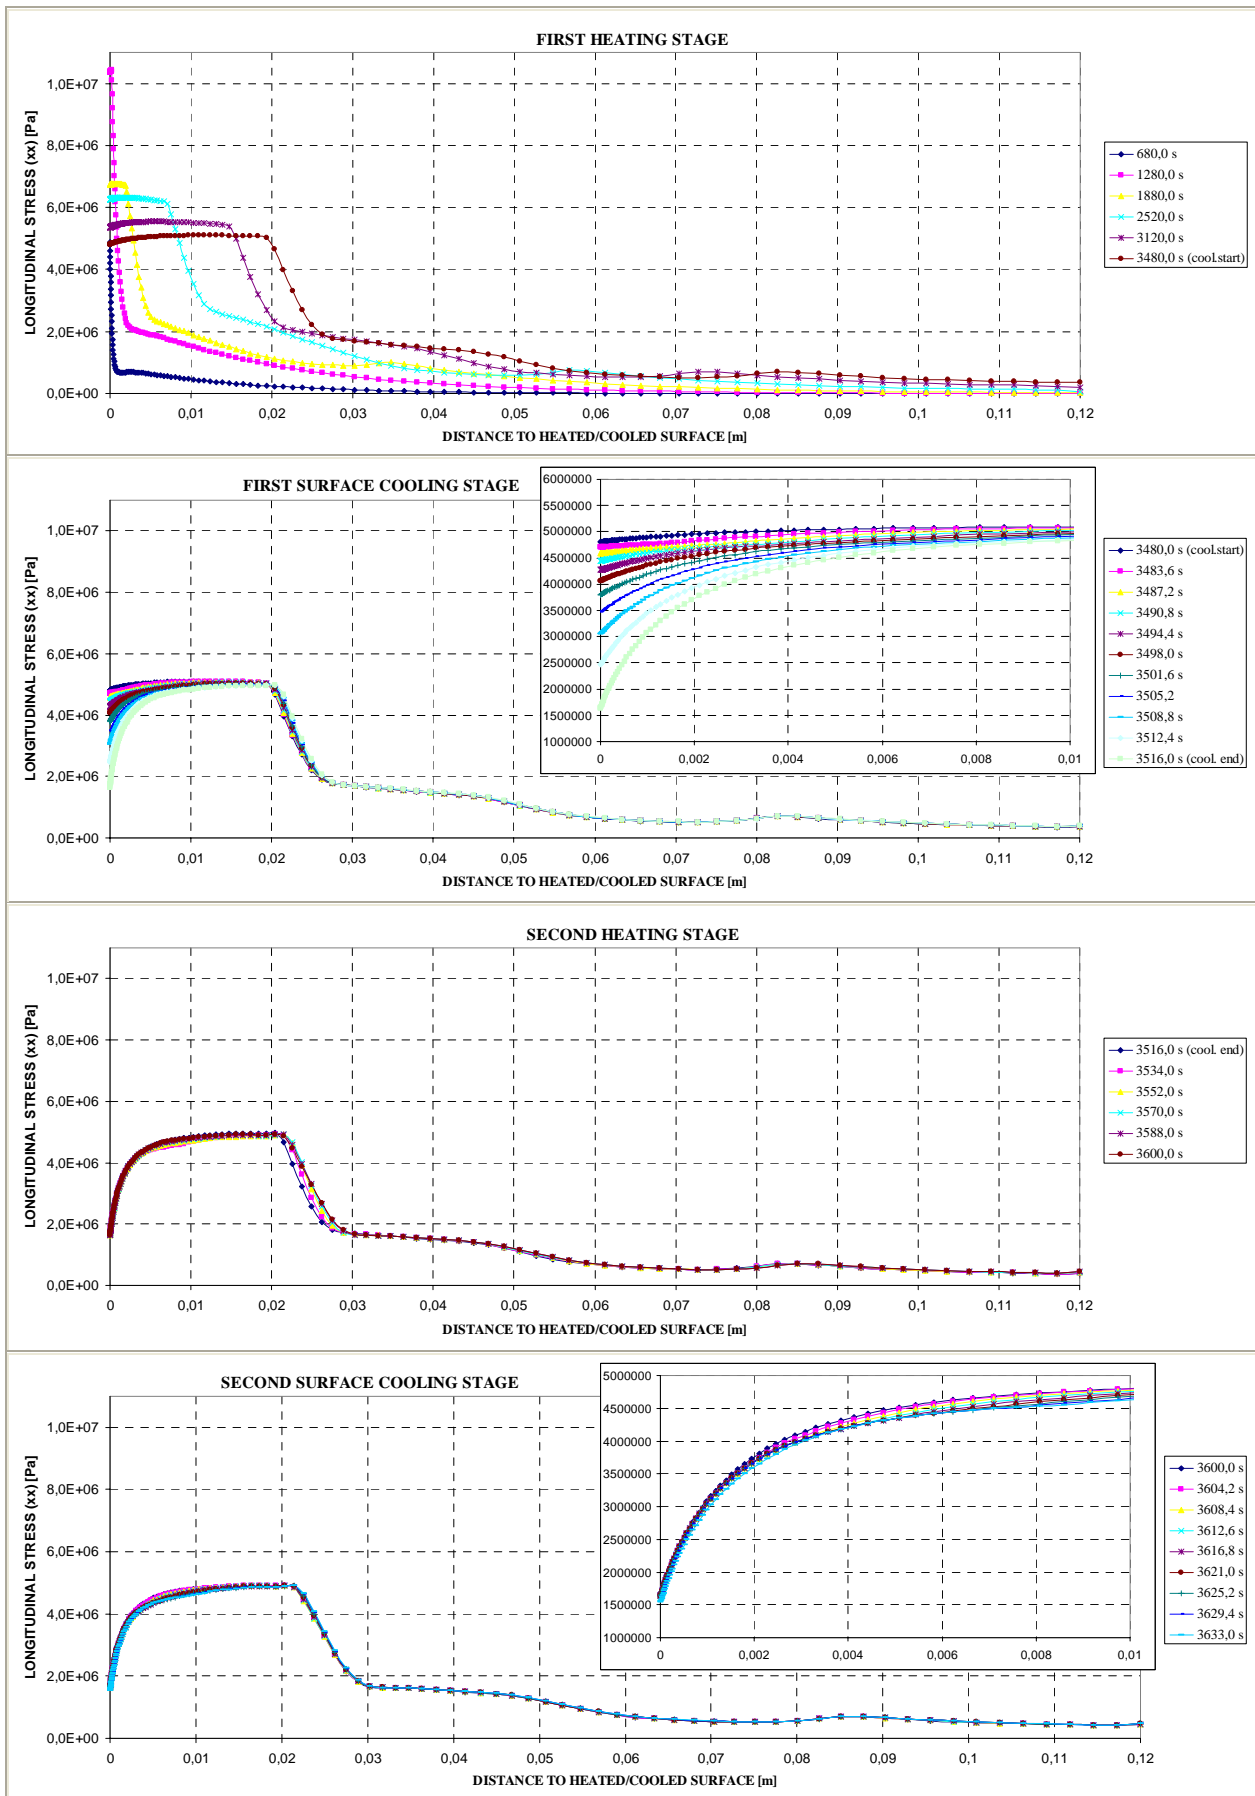 FIRST HEATING STAGE
LONGITUDINAL STRESS (xx) [Pa]
1,0E+07
8,0E+06
6,0E+06
4,0E+06
2,0E+06
0,0E+00
0 0,01 0,02 0,03 0,04 0,05 0,06 0,07 0,08 0,09 0,1 0,11 0,12
DISTANCE TO HEATED/COOLED SURFACE [m]
680,0 s
1280,0 s
1880,0 s
2520,0 s
3120,0 s
3480,0 s (cool.start)
FIRST SURFACE COOLING STAGE
LONGITUDINAL STRESS (xx) [Pa]
1,0E+07
8,0E+06
6,0E+06
4,0E+06
2,0E+06
0,0E+00
0 0,01 0,02 0,03 0,04 0,05 0,06 0,07 0,08 0,09 0,1 0,11 0,12
DISTANCE TO HEATED/COOLED SURFACE [m]
6000000
5500000
5000000
4500000
4000000
3500000
3000000
2500000
2000000
1500000
1000000
0 0,002 0,004 0,006 0,008 0,01
3480,0 s (cool.start)
3483,6 s
3487,2 s
3490,8 s
3494,4 s
3498,0 s
3501,6 s
3505,2
3508,8 s
3512,4 s
3516,0 s (cool. end)
SECOND HEATING STAGE
LONGITUDINAL STRESS (xx) [Pa]
1,0E+07
8,0E+06
6,0E+06
4,0E+06
2,0E+06
0,0E+00
0 0,01 0,02 0,03 0,04 0,05 0,06 0,07 0,08 0,09 0,1 0,11 0,12
DISTANCE TO HEATED/COOLED SURFACE [m]
3516,0 s (cool. end)
3534,0 s
3552,0 s
3570,0 s
3588,0 s
3600,0 s
SECOND SURFACE COOLING STAGE
LONGITUDINAL STRESS (xx) [Pa]
1,0E+07
8,0E+06
6,0E+06
4,0E+06
2,0E+06
0,0E+00
0 0,01 0,02 0,03 0,04 0,05 0,06 0,07 0,08 0,09 0,1 0,11 0,12
DISTANCE TO HEATED/COOLED SURFACE [m]
5000000
4500000
4000000
3500000
3000000
2500000
2000000
1500000
1000000
0 0,002 0,004 0,006 0,008 0,01
3600,0 s
3604,2 s
3608,4 s
3612,6 s
3616,8 s
3621,0 s
3625,2 s
3629,4 s
3633,0 s